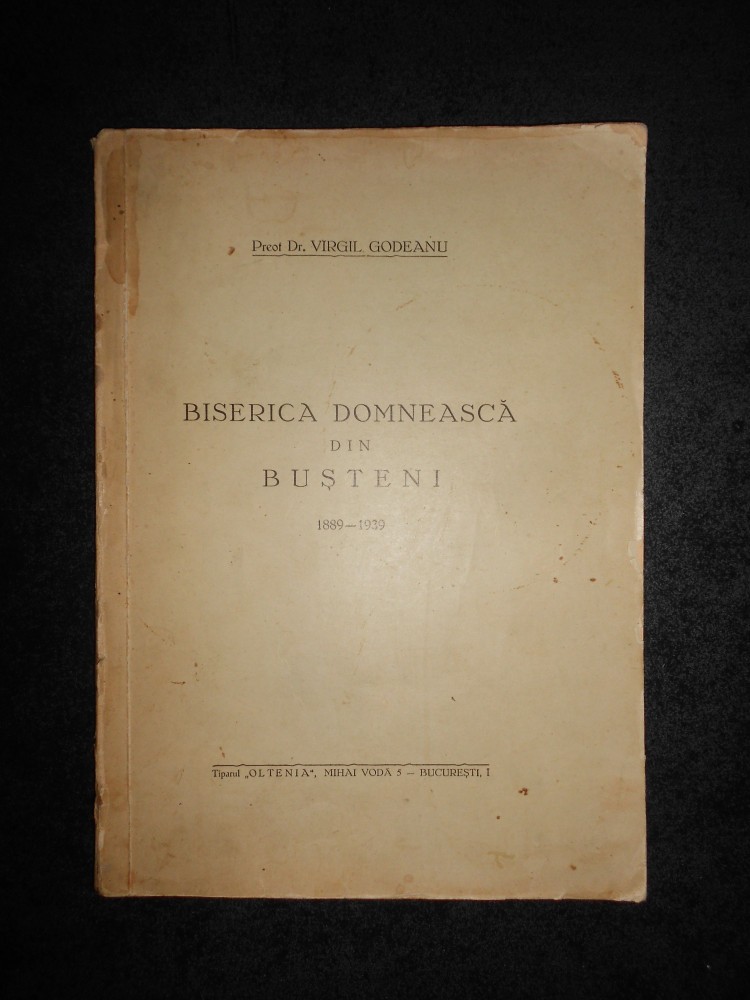 Preot Dr. VIRGIL GODEANU
BISERICA DOMNEASCĂ
DIN
BUȘTENI
1889—1939
Tiparul „OLTENIA“, MIHAI VODĂ 5 — BUCUREȘTI, I